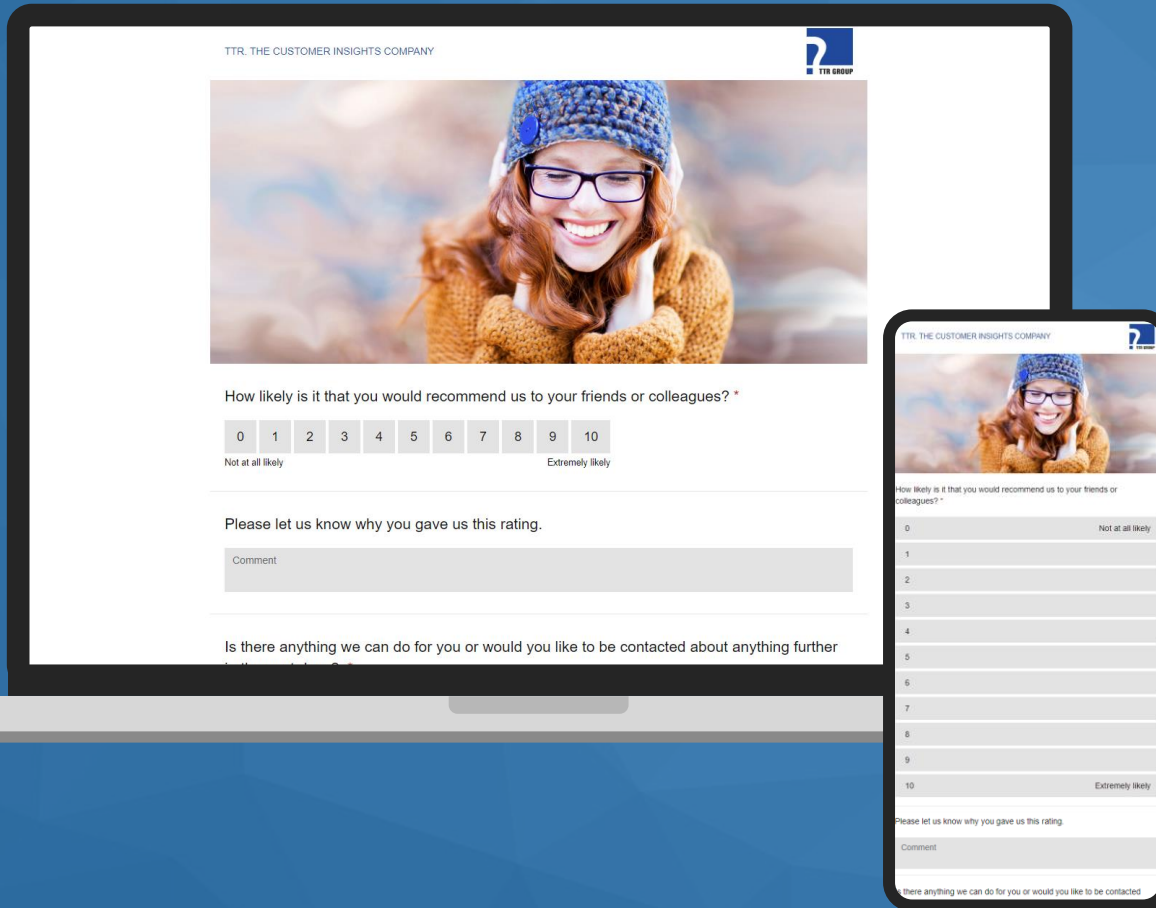 TTR. THE CUSTOMER INSIGHTS COMPANY
?
TTR GROUP
How likely is it that you would recommend us to your friends or colleagues? *
0 1 2 3 4 5 6 7 8 9 10
Not at all likely Extremely likely
Please let us know why you gave us this rating.
Comment
Is there anything we can do for you or would you like to be contacted about anything further
TTR. THE CUSTOMER INSIGHTS COMPANY
?
TTR GROUP
How likely is it that you would recommend us to your friends or
colleagues? *
0 Not at all likely
1
2
3
4
5
6
7
8
9
10 Extremely likely
Please let us know why you gave us this rating.
Comment
there anything we can do for you or would you like to be contacted